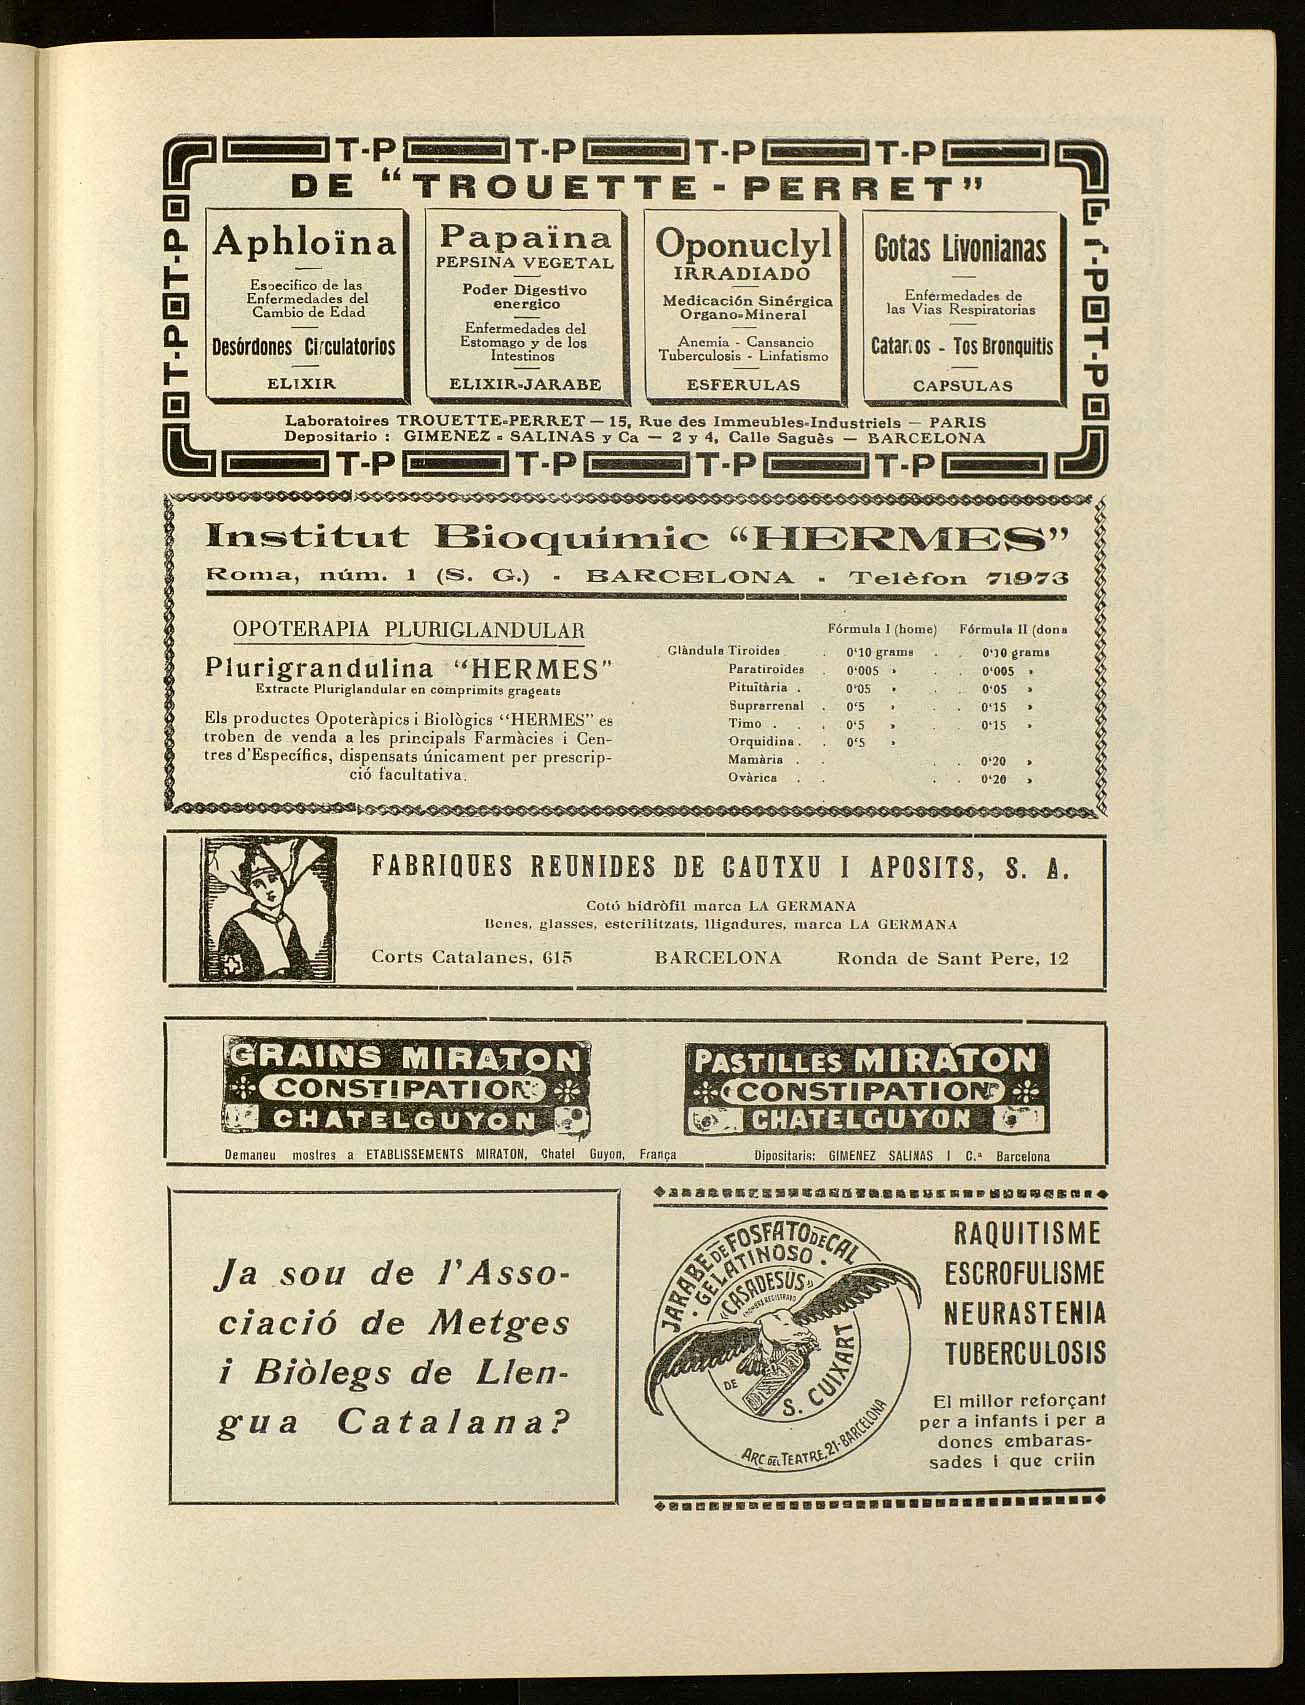 T-P T-P T-P T-P
DE “TROUETTE - PERRET”
T-P T-P
T-P T-P
Aphloïna
Específico de las
Enfermedades del
Cambio de Edad
Desórdones Circulatorios
ELIXIR
Papaïna
PEPSINA VEGETAL
Poder Digestivo
energico
Enfermedades del
Estomago y de los
Intestinos
ELIXIR=JARABE
Oponuclyl
IRRADIADO
Medicación Sinérgica
Organo=Mineral
Anemia - Cansancio
Tuberculosis - Linfatismo
ESFERULAS
Gotas Livonianas
Enfermedades de
las Vias Respiratorias
Catarros - Tos Bronquitis
CAPSULAS
Laboratoires TROUETTE=PERRET — 15, Rue des Immeubles=Industriels — PARIS
Depositario : GIMENEZ = SALINAS y Ca — 2 y 4, Calle Saguès — BARCELONA
T-P T-P T-P T-P
Institut Bioquímic “HERMES”
Roma, núm. 1 (S. G.) - BARCELONA - Telèfon 71973
OPOTERAPIA PLURIGLANDULAR
Plurigrandulina “HERMES”
Extracte Pluriglandular en comprimits grageats
Els productes Opoteràpics i Biològics “HERMES” es
troben de venda a les principals Farmàcies i Cen-
tres d’Específics, dispensats únicament per prescrip-
ció facultativa.
Fórmula I (home) Fórmula II (dona
Glàndula Tiroides . . 0‘10 grams . . 0‘10 grams
Paratiroides . 0‘005 » . . 0‘005 »
Pituïtària . 0‘05 » . . 0‘05 »
Suprarrenal . 0‘5 » . . 0‘15 »
Timo . . . 0‘5 » . . 0‘15 »
Orquidina . . 0‘5 »
Mamària . . . . 0‘20 »
Ovàrica . . . . 0‘20 »
FABRIQUES REUNIDES DE CAUTXU I APOSITS, S. A.
Cotó hidròfil marca LA GERMANA
Benes, glasses, esterilitzats, lligadures, marca LA GERMANA
Corts Catalanes, 615 BARCELONA Ronda de Sant Pere, 12
GRAINS MIRATON
CONSTIPATION
CHATELGUYON
PASTILLES MIRATON
CONSTIPATION
CHATELGUYON
Demaneu mostres a ETABLISSEMENTS MIRATON, Chatel Guyon, França Dipositaris: GIMENEZ SALINAS I C.ª Barcelona
Ja sou de l’Asso-
ciació de Metges
i Biòlegs de Llen-
gua Catalana?
JARABE DE FOSFATO DE CAL
· GELATINOSO ·
“CASADESÚS”
NOMBRE REGISTRADO
DE S. CUIXART
ARC DEL TEATRE, 21-BARCELONA
RAQUITISME
ESCROFULISME
NEURASTENIA
TUBERCULOSIS
El millor reforçant
per a infants i per a
dones embaras-
sades i que criin